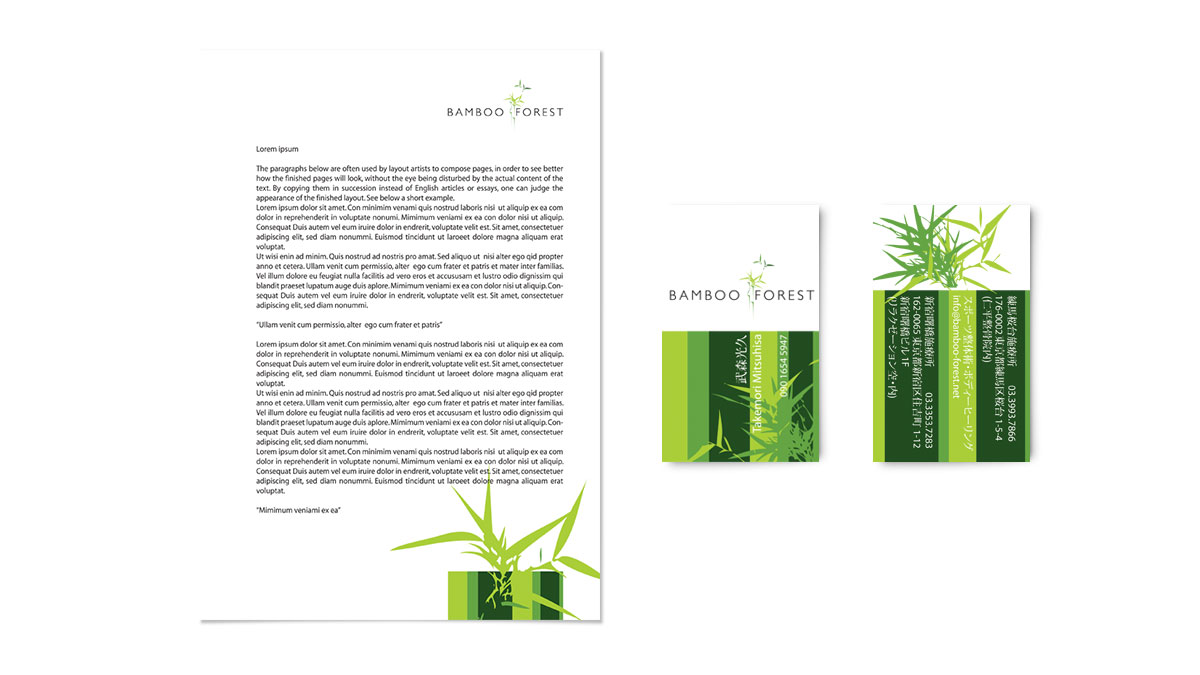 BAMBOO FOREST
Lorem ipsum
The paragraphs below are often used by layout artists to compose pages, in order to see better
how the finished pages will look, without the eye being disturbed by the actual content of the
text. By copying them in succession instead of English articles or essays, one can judge the
appearance of the finished layout. See below a short example.
Lorem ipsum dolor sit amet. Con minimim venami quis nostrud laboris nisi ut aliquip ex ea com
dolor in reprehenderit in voluptate nonumi. Mimimum veniami ex ea con dolor nisi ut aliquip.
Consequat Duis autem vel eum iruire dolor in endrerit, voluptate velit est. Sit amet, consectetuer
adipiscing elit, sed diam nonummi. Euismod tincidunt ut laroeet dolore magna aliquam erat
voluptat.
Ut wisi enin ad minim. Quis nostrud ad nostris pro amat. Sed aliquo ut nisi alter ego qid propter
anno et cetera. Ullam venit cum permissio, alter ego cum frater et patris et mater inter familias.
Vel illum dolore eu feugiat nulla facilitis ad vero eros et accususam et lustro odio dignissim qui
blandit praesent luptatum auge duis aplomb. Mimimum veniami ex ea con dolor nisi ut aliquip. Con-
sequat Duis autem vel eum iruire dolor in endrerit, voluptate velit est. Sit amet, consectetuer
adipiscing elit, sed diam nonummi.
"Ullam venit cum permissio, alter ego cum frater et patris"
Lorem ipsum dolor sit amet. Con minimim venami quis nostrud laboris nisi ut aliquip ex ea com
dolor in reprehenderit in voluptate nonumi. Mimimum veniami ex ea con dolor nisi ut aliquip.
Consequat Duis autem vel eum iruire dolor in endrerit, voluptate velit est. Sit amet, consectetuer
adipiscing elit, sed diam nonummi. Euismod tincidunt ut laroeet dolore magna aliquam erat
voluptat.
Ut wisi enin ad minim. Quis nostrud ad nostris pro amat. Sed aliquo ut nisi alter ego qid propter
anno et cetera. Ullam venit cum permissio, alter ego cum frater et patris et mater inter familias.
Vel illum dolore eu feugiat nulla facilitis ad vero eros et accususam et lustro odio dignissim qui
blandit praesent luptatum auge duis aplomb. Mimimum veniami ex ea con dolor nisi ut aliquip. Con-
sequat Duis autem vel eum iruire dolor in endrerit, voluptate velit est. Sit amet, consectetuer
adipiscing elit, sed diam nonummi.
Lorem ipsum dolor sit amet. Con minimim venami quis nostrud laboris nisi ut aliquip ex ea com
dolor in reprehenderit in voluptate nonumi. Mimimum veniami ex ea con dolor nisi ut aliquip.
Consequat Duis autem vel eum iruire dolor in endrerit, voluptate velit est. Sit amet, consectetuer
adipiscing elit, sed diam nonummi. Euismod tincidunt ut laroeet dolore magna aliquam erat
voluptat.
"Mimimum veniami ex ea"
BAMBOO FOREST
武森光久
Takemori Mitsuhisa
090 1654 5947
練馬桜台施療所 03.3993.7866
176-0002 東京都練馬区桜台 1-5-4
(仁平整骨院内)
スポーツ整体術・ボディーヒーリング
info@bamboo-forest.net
新宿曙橋施療所 03.3353.7283
162-0065 東京都新宿区住吉町 1-12
新宿曙橋ビル 1F
(リラクゼーション空・内)